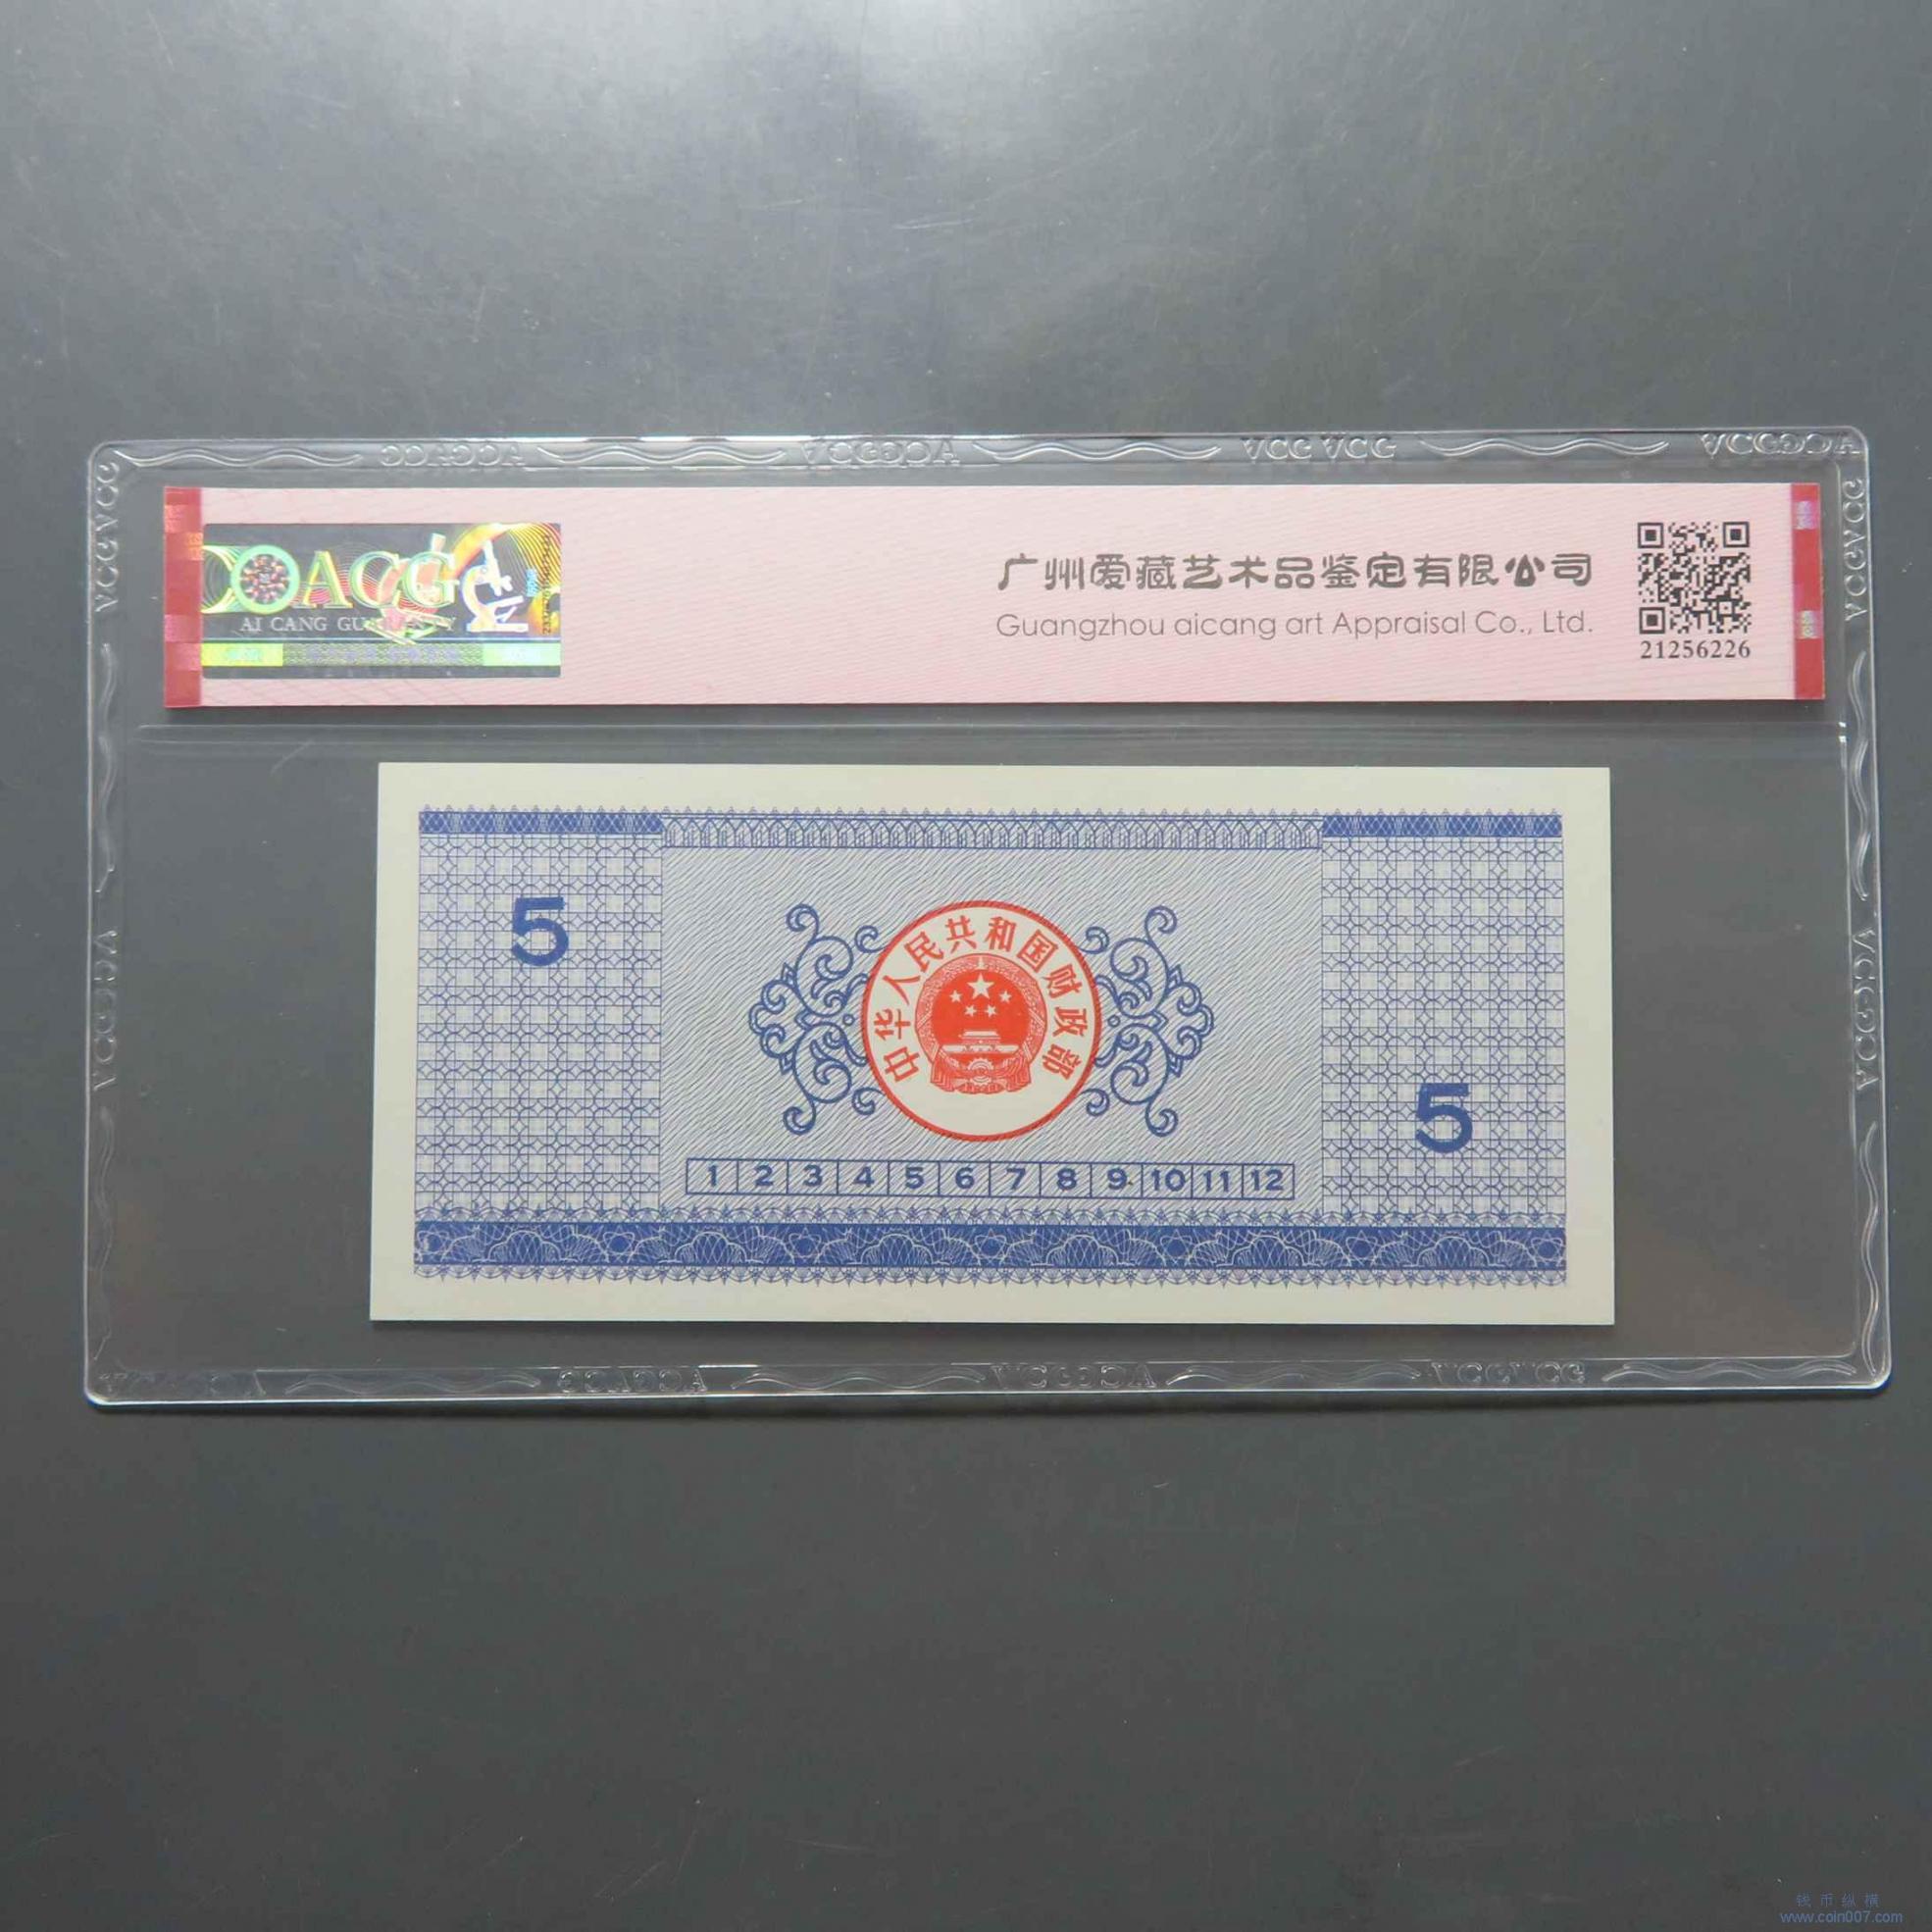 ACG
AI CANG GUARENTY
广州爱藏艺术品鉴定有限公司
Guangzhou aicang art Appraisal Co., Ltd.
21256226
5
中华人民共和国财政部
5
1 2 3 4 5 6 7 8 9 10 11 12
钱币纵横
www.coin007.com